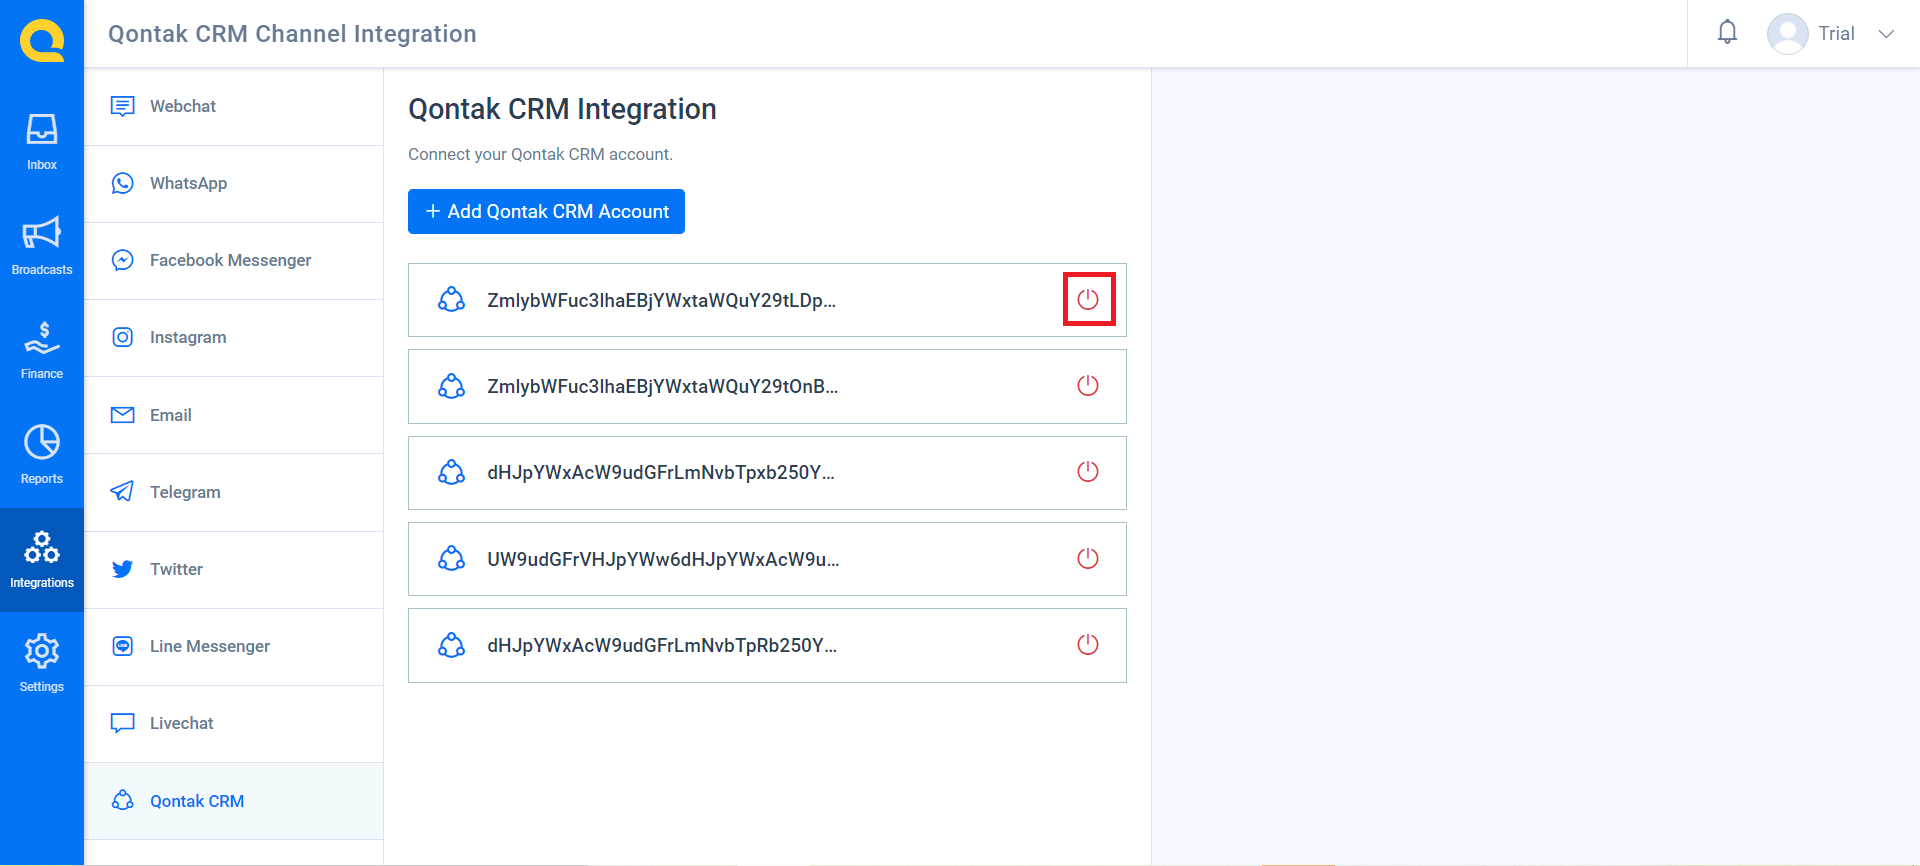 Qontak CRM Channel Integration
Trial
Inbox
Broadcasts
Finance
Reports
Integrations
Settings
Webchat
WhatsApp
Facebook Messenger
Instagram
Email
Telegram
Twitter
Line Messenger
Livechat
Qontak CRM
Qontak CRM Integration
Connect your Qontak CRM account.
+ Add Qontak CRM Account
ZmlybWFuc3lhaEBjYWxtaWQuY29tLDp...
ZmlybWFuc3lhaEBjYWxtaWQuY29tOnB...
dHJpYWxAcW9udGFrLmNvbTpxb250Y...
UW9udGFrVHJpYWw6dHJpYWxAcW9u...
dHJpYWxAcW9udGFrLmNvbTpRb250Y...